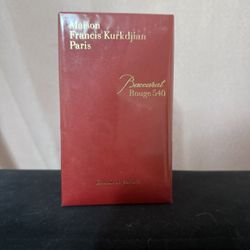 Maison
Francis Kurkdjian
Paris
Baccarat
Rouge 540